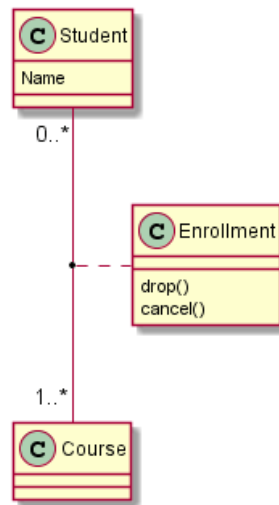 C Student
Name
0..*
C Enrollment
drop()
cancel()
1..*
C Course